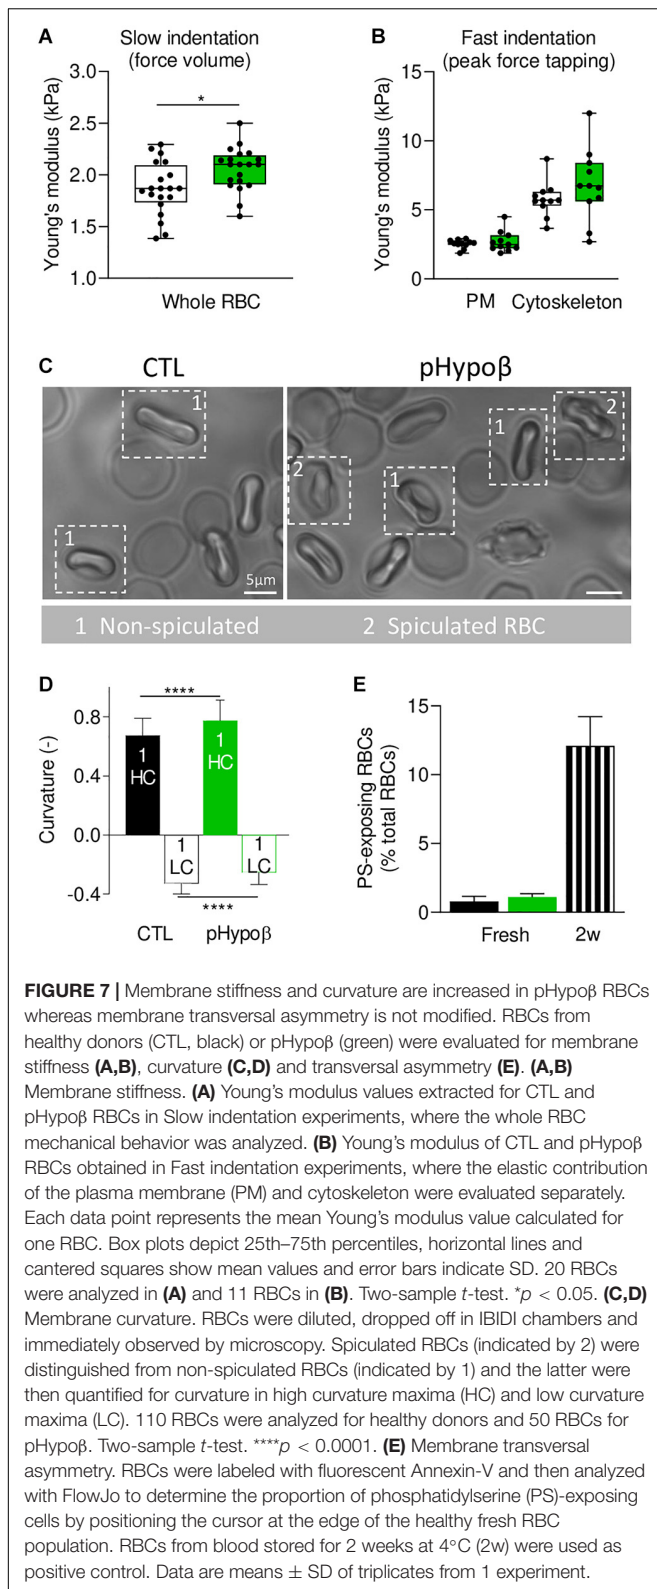 A
Slow indentation
(force volume)
*
Young's modulus (kPa)
3.0
2.5
2.0
1.5
1.0
Whole RBC
B
Fast indentation
(peak force tapping)
Young's modulus (kPa)
15
10
5
0
PM Cytoskeleton
C
CTL
pHypoβ
1
1
5µm
2
1
2
1
1 Non-spiculated
2 Spiculated RBC
D
Curvature (-)
0.8
0.4
0.0
-0.4
****
1
HC
1
HC
1
LC
1
LC
****
CTL
pHypoβ
E
PS-exposing RBCs
(% total RBCs)
15
10
5
0
Fresh
2w
FIGURE 7 | Membrane stiffness and curvature are increased in pHypoβ RBCs
whereas membrane transversal asymmetry is not modified. RBCs from
healthy donors (CTL, black) or pHypoβ (green) were evaluated for membrane
stiffness (A,B), curvature (C,D) and transversal asymmetry (E). (A,B)
Membrane stiffness. (A) Young's modulus values extracted for CTL and
pHypoβ RBCs in Slow indentation experiments, where the whole RBC
mechanical behavior was analyzed. (B) Young's modulus of CTL and pHypoβ
RBCs obtained in Fast indentation experiments, where the elastic contribution
of the plasma membrane (PM) and cytoskeleton were evaluated separately.
Each data point represents the mean Young's modulus value calculated for
one RBC. Box plots depict 25th–75th percentiles, horizontal lines and
cantered squares show mean values and error bars indicate SD. 20 RBCs
were analyzed in (A) and 11 RBCs in (B). Two-sample t-test. *p < 0.05. (C,D)
Membrane curvature. RBCs were diluted, dropped off in IBIDI chambers and
immediately observed by microscopy. Spiculated RBCs (indicated by 2) were
distinguished from non-spiculated RBCs (indicated by 1) and the latter were
then quantified for curvature in high curvature maxima (HC) and low curvature
maxima (LC). 110 RBCs were analyzed for healthy donors and 50 RBCs for
pHypoβ. Two-sample t-test. ****p < 0.0001. (E) Membrane transversal
asymmetry. RBCs were labeled with fluorescent Annexin-V and then analyzed
with FlowJo to determine the proportion of phosphatidylserine (PS)-exposing
cells by positioning the cursor at the edge of the healthy fresh RBC
population. RBCs from blood stored for 2 weeks at 4°C (2w) were used as
positive control. Data are means ± SD of triplicates from 1 experiment.